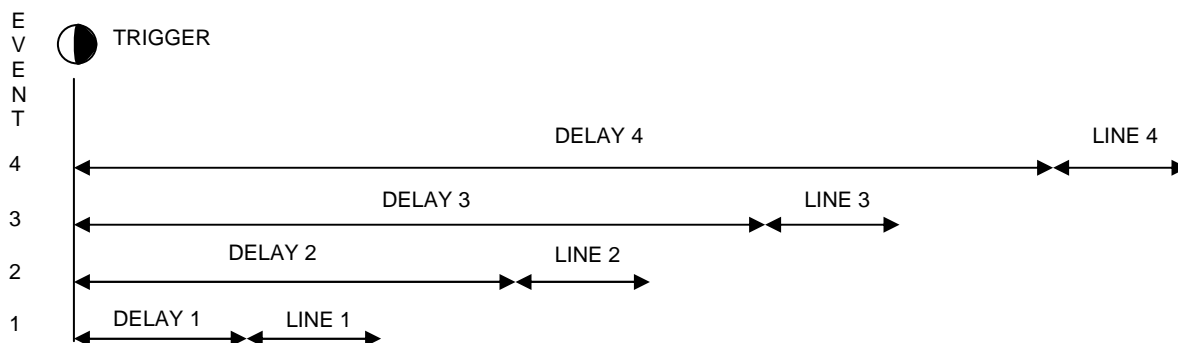 EVENT
TRIGGER
4 DELAY 4 LINE 4
3 DELAY 3 LINE 3
2 DELAY 2 LINE 2
1 DELAY 1 LINE 1